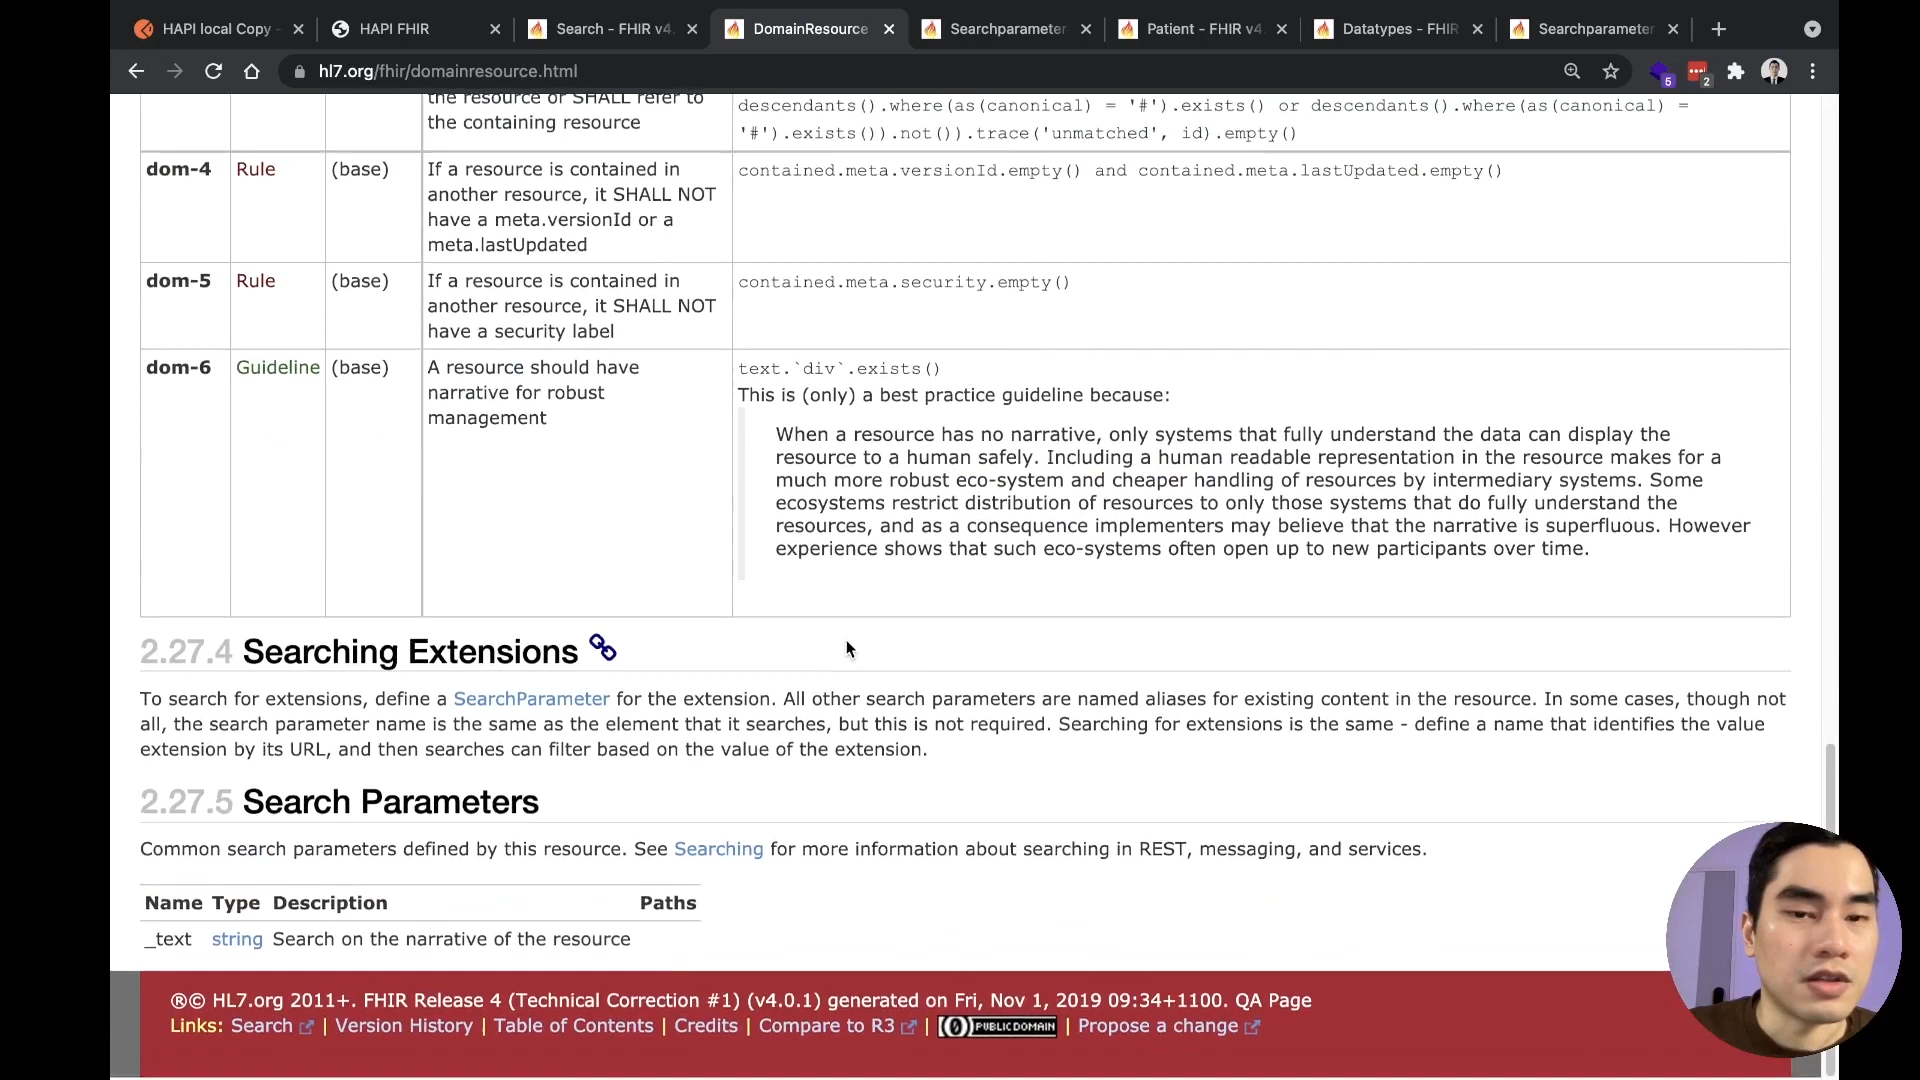 HAPI local Copy
HAPI FHIR
Search - FHIR v4.
DomainResource
Searchparameter
Patient - FHIR v4.
Datatypes - FHIR
Searchparameter
hl7.org/fhir/domainresource.html
5
2
the resource or SHALL refer to
the containing resource
descendants().where(as(canonical) = '#').exists() or descendants().where(as(canonical) =
'#').exists()).not()).trace('unmatched', id).empty()
dom-4 Rule (base) If a resource is contained in contained.meta.versionId.empty() and contained.meta.lastUpdated.empty()
another resource, it SHALL NOT
have a meta.versionId or a
meta.lastUpdated
dom-5 Rule (base) If a resource is contained in contained.meta.security.empty()
another resource, it SHALL NOT
have a security label
dom-6 Guideline (base) A resource should have text.`div`.exists()
narrative for robust
management
This is (only) a best practice guideline because:
When a resource has no narrative, only systems that fully understand the data can display the
resource to a human safely. Including a human readable representation in the resource makes for a
much more robust eco-system and cheaper handling of resources by intermediary systems. Some
ecosystems restrict distribution of resources to only those systems that do fully understand the
resources, and as a consequence implementers may believe that the narrative is superfluous. However
experience shows that such eco-systems often open up to new participants over time.
2.27.4 Searching Extensions
To search for extensions, define a SearchParameter for the extension. All other search parameters are named aliases for existing content in the resource. In some cases, though not
all, the search parameter name is the same as the element that it searches, but this is not required. Searching for extensions is the same - define a name that identifies the value
extension by its URL, and then searches can filter based on the value of the extension.
2.27.5 Search Parameters
Common search parameters defined by this resource. See Searching for more information about searching in REST, messaging, and services.
Name Type Description Paths
_text string Search on the narrative of the resource
®© HL7.org 2011+. FHIR Release 4 (Technical Correction #1) (v4.0.1) generated on Fri, Nov 1, 2019 09:34+1100. QA Page
Links: Search | Version History | Table of Contents | Credits | Compare to R3 | PUBLIC DOMAIN | Propose a change